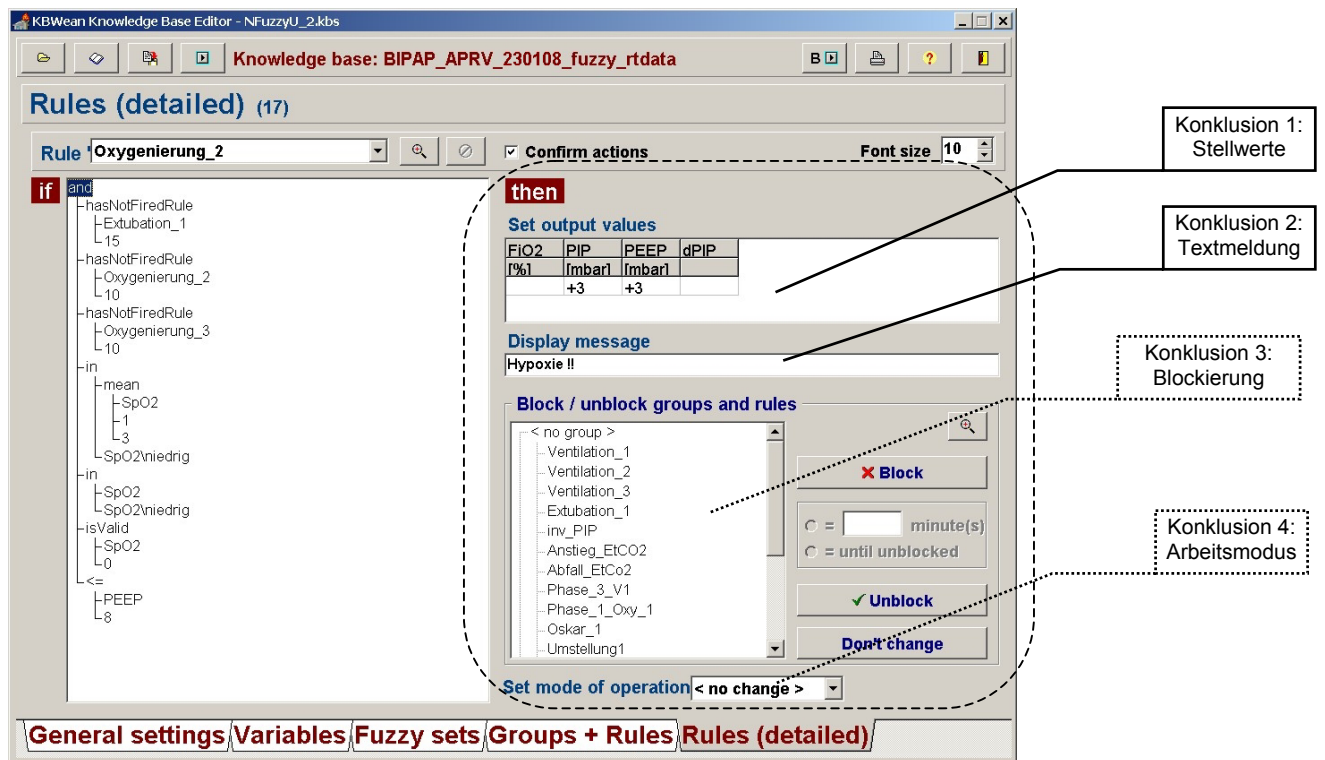 KBWean Knowledge Base Editor - NFuzzyU_2.kbs
Knowledge base: BIPAP_APRV_230108_fuzzy_rtdata
B
?
Rules (detailed) (17)
Rule '
Oxygenierung_2
Confirm actions
Font size
10
if
and
hasNotFiredRule
Extubation_1
15
hasNotFiredRule
Oxygenierung_2
10
hasNotFiredRule
Oxygenierung_3
10
in
mean
SpO2
1
3
SpO2\niedrig
in
SpO2
SpO2\niedrig
isValid
SpO2
0
<=
PEEP
8
then
Set output values
FiO2 PIP PEEP dPIP
[%] [mbar] [mbar]
+3 +3
Display message
Hypoxie !!
Block / unblock groups and rules
< no group >
Ventilation_1
Ventilation_2
Ventilation_3
Extubation_1
inv_PIP
Anstieg_EtCO2
Abfall_EtCo2
Phase_3_V1
Phase_1_Oxy_1
Oskar_1
Umstellung1
Block
= minute(s)
= until unblocked
Unblock
Don't change
Set mode of operation
< no change >
General settings Variables Fuzzy sets Groups + Rules Rules (detailed)
Konklusion 1:
Stellwerte
Konklusion 2:
Textmeldung
Konklusion 3:
Blockierung
Konklusion 4:
Arbeitsmodus